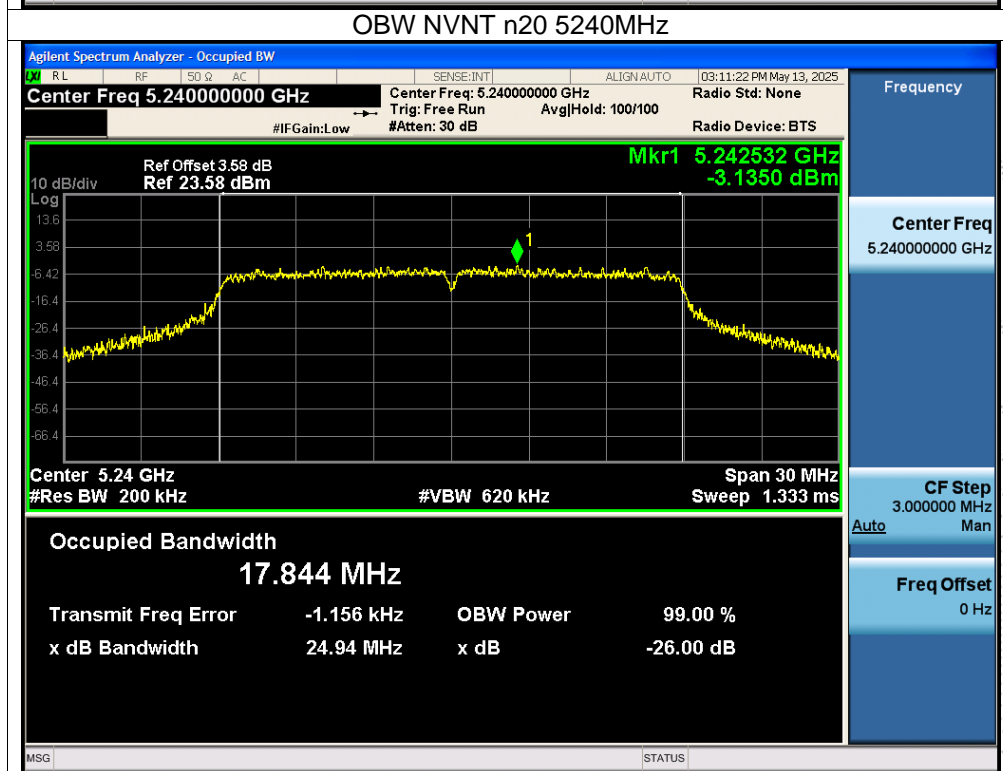 OBW NVNT n20 5240MHz
Agilent Spectrum Analyzer - Occupied BW
LXI RL RF 50 Ω AC SENSE:INT ALIGN AUTO 03:11:22 PM May 13, 2025
Center Freq 5.240000000 GHz
Center Freq: 5.240000000 GHz
Radio Std: None
Trig: Free Run Avg|Hold: 100/100
#IFGain:Low #Atten: 30 dB Radio Device: BTS
Frequency
Mkr1 5.242532 GHz
-3.1350 dBm
Ref Offset 3.58 dB
10 dB/div Ref 23.58 dBm
Log
13.6
3.58
-6.42
-16.4
-26.4
-36.4
-46.4
-56.4
-66.4
1
Center 5.24 GHz Span 30 MHz
#Res BW 200 kHz #VBW 620 kHz Sweep 1.333 ms
Center Freq
5.240000000 GHz
CF Step
3.000000 MHz
Auto Man
Freq Offset
0 Hz
Occupied Bandwidth
17.844 MHz
Transmit Freq Error -1.156 kHz OBW Power 99.00 %
x dB Bandwidth 24.94 MHz x dB -26.00 dB
MSG STATUS